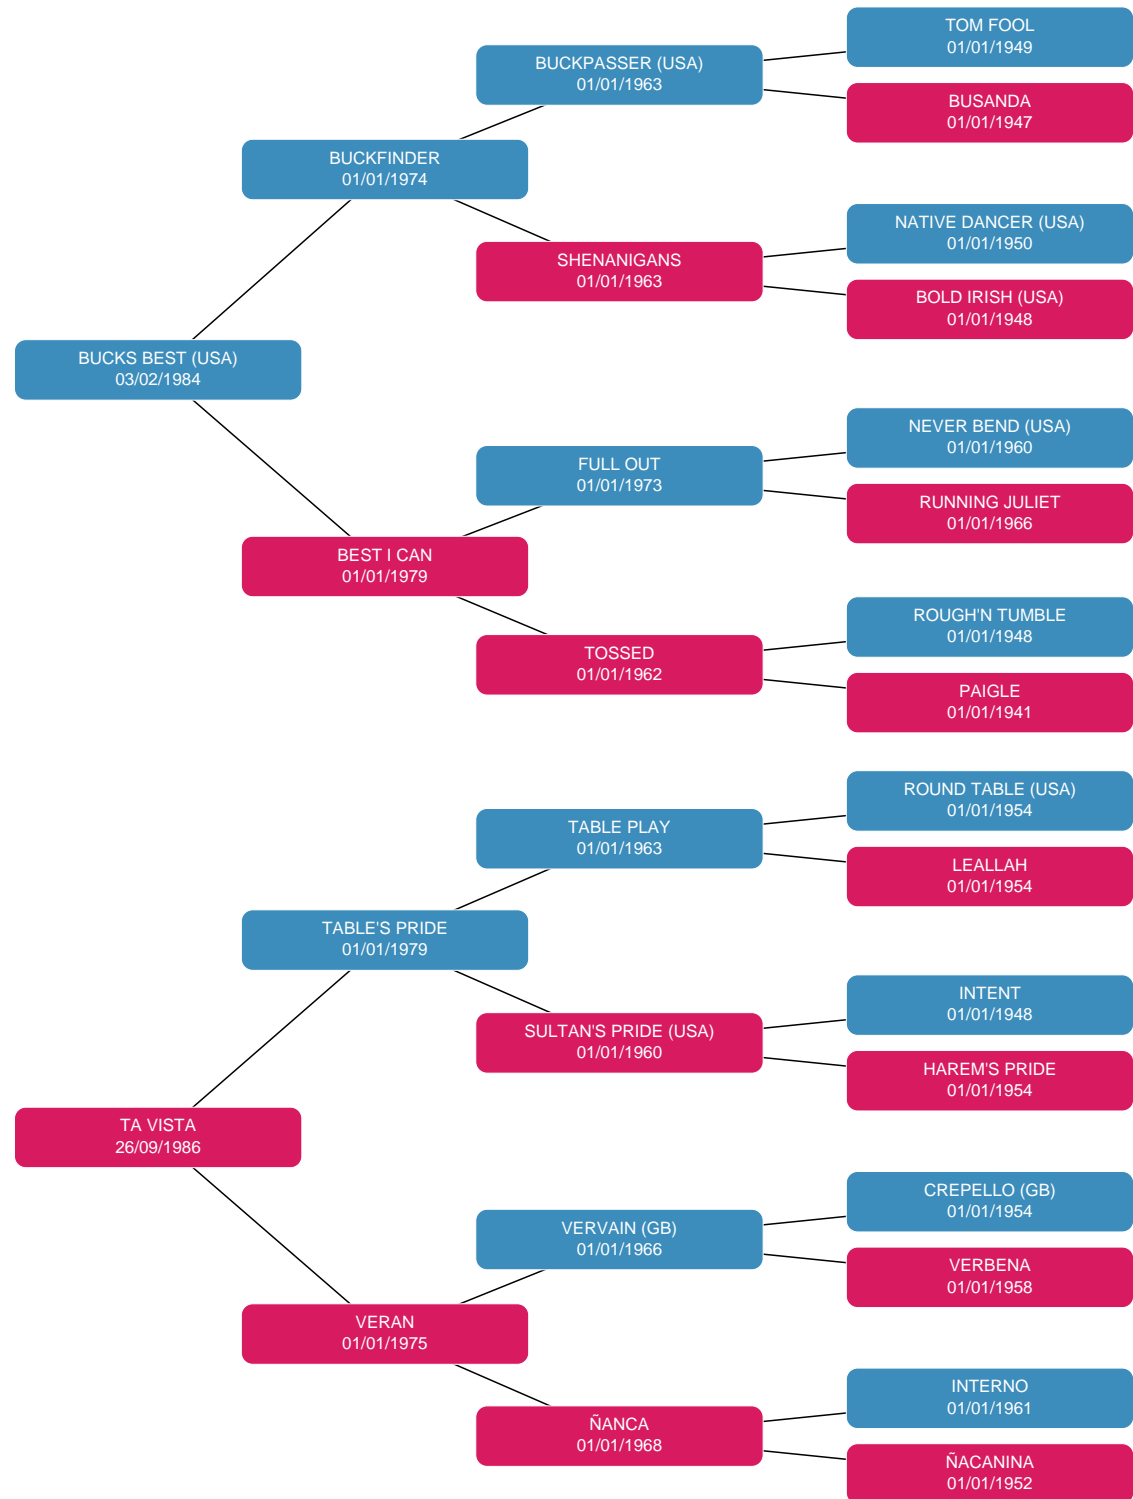 TOM FOOL
01/01/1949
BUCKPASSER (USA)
01/01/1963
BUSANDA
01/01/1947
BUCKFINDER
01/01/1974
NATIVE DANCER (USA)
01/01/1950
SHENANIGANS
01/01/1963
BOLD IRISH (USA)
01/01/1948
BUCKS BEST (USA)
03/02/1984
NEVER BEND (USA)
01/01/1960
FULL OUT
01/01/1973
RUNNING JULIET
01/01/1966
BEST I CAN
01/01/1979
ROUGH'N TUMBLE
01/01/1948
TOSSED
01/01/1962
PAIGLE
01/01/1941
ROUND TABLE (USA)
01/01/1954
TABLE PLAY
01/01/1963
LEALLAH
01/01/1954
TABLE'S PRIDE
01/01/1979
INTENT
01/01/1948
SULTAN'S PRIDE (USA)
01/01/1960
HAREM'S PRIDE
01/01/1954
TA VISTA
26/09/1986
CREPELLO (GB)
01/01/1954
VERVAIN (GB)
01/01/1966
VERBENA
01/01/1958
VERAN
01/01/1975
INTERNO
01/01/1961
ÑANCA
01/01/1968
ÑACANINA
01/01/1952